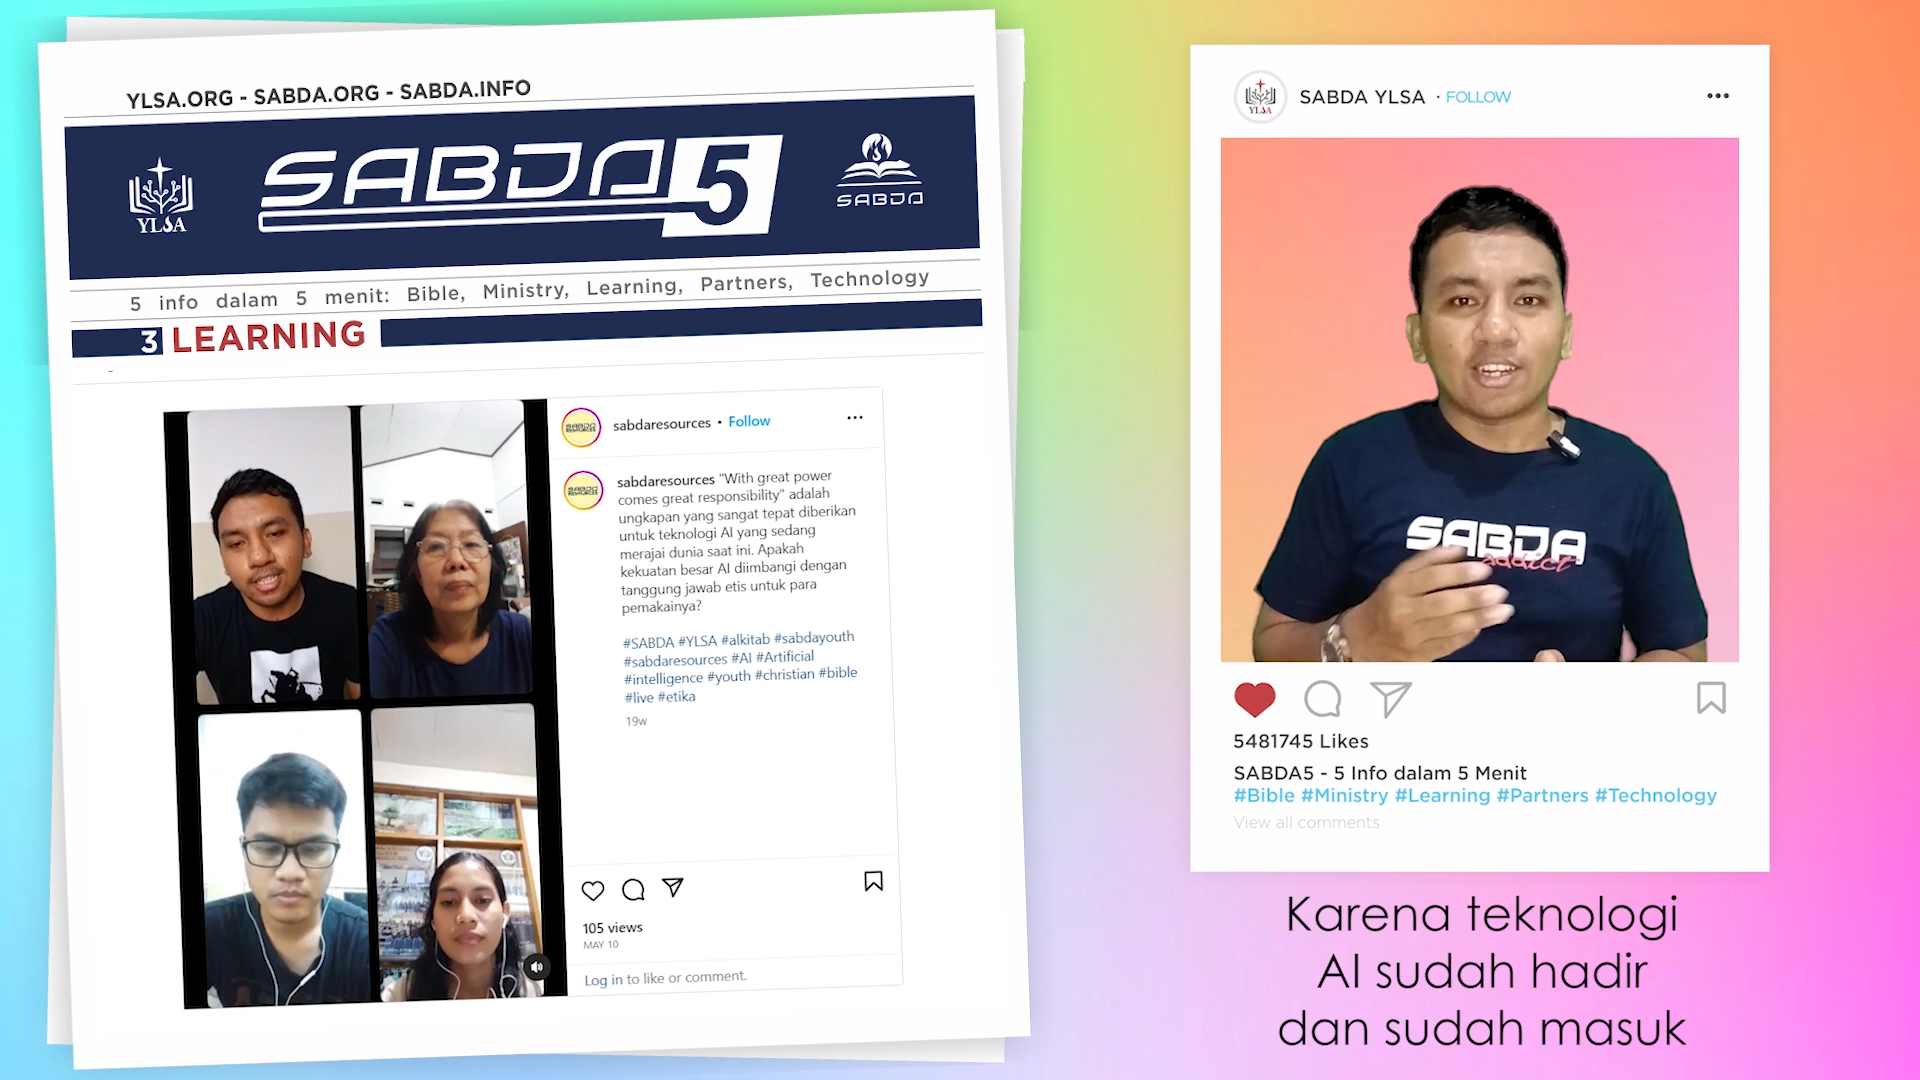 YLSA.ORG - SABDA.ORG - SABDA.INFO
YLSA
SABDA 5
SABDA
5 info dalam 5 menit: Bible, Ministry, Learning, Partners, Technology
3 LEARNING
sabdaresources • Follow
sabdaresources "With great power
comes great responsibility" adalah
ungkapan yang sangat tepat diberikan
untuk teknologi AI yang sedang
merajai dunia saat ini. Apakah
kekuatan besar AI diimbangi dengan
tanggung jawab etis untuk para
pemakainya?
#SABDA #YLSA #alkitab #sabdayouth
#sabdaresources #AI #Artificial
#intelligence #youth #christian #bible
#live #etika
19w
105 views
MAY 10
Log in to like or comment.
YLSA
SABDA YLSA · FOLLOW
SABDA
addict
5481745 Likes
SABDA5 - 5 Info dalam 5 Menit
#Bible #Ministry #Learning #Partners #Technology
View all comments
Karena teknologi
AI sudah hadir
dan sudah masuk